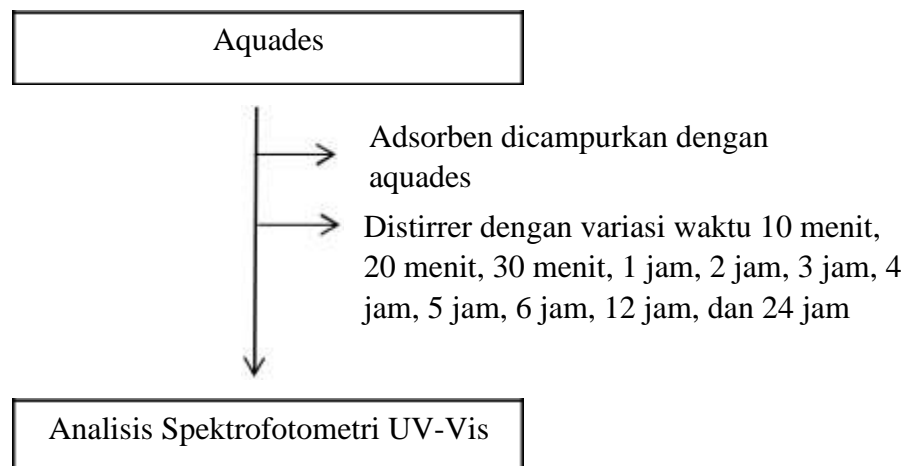 Aquades
Adsorben dicampurkan dengan
aquades
Distirrer dengan variasi waktu 10 menit,
20 menit, 30 menit, 1 jam, 2 jam, 3 jam, 4
jam, 5 jam, 6 jam, 12 jam, dan 24 jam
Analisis Spektrofotometri UV-Vis